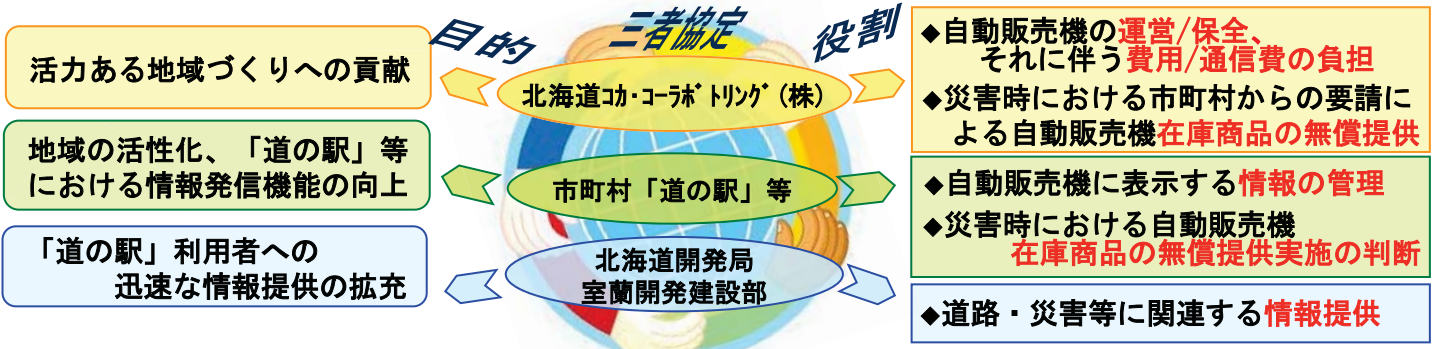 目的
三者協定
役割
活力ある地域づくりへの貢献
北海道ｺｶ・ｺｰﾗﾎﾞﾄﾘﾝｸﾞ（株）
◆自動販売機の運営/保全、
それに伴う費用/通信費の負担
◆災害時における市町村からの要請に
よる自動販売機在庫商品の無償提供
地域の活性化、「道の駅」等
における情報発信機能の向上
市町村「道の駅」等
◆自動販売機に表示する情報の管理
◆災害時における自動販売機
在庫商品の無償提供実施の判断
「道の駅」利用者への
迅速な情報提供の拡充
北海道開発局
室蘭開発建設部
◆道路・災害等に関連する情報提供